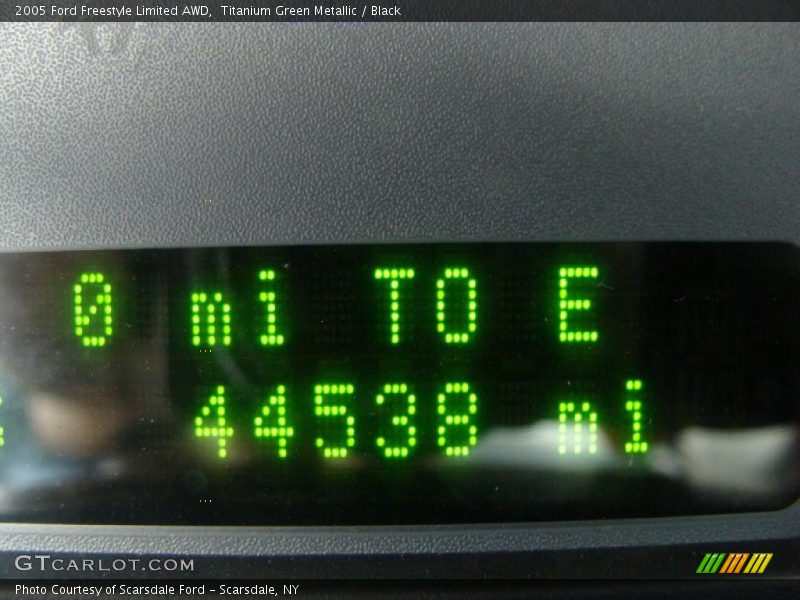 2005 Ford Freestyle Limited AWD,  Titanium Green Metallic / Black
0 mi TO E
44538 mi
GTCARLOT.COM
Photo Courtesy of Scarsdale Ford - Scarsdale, NY